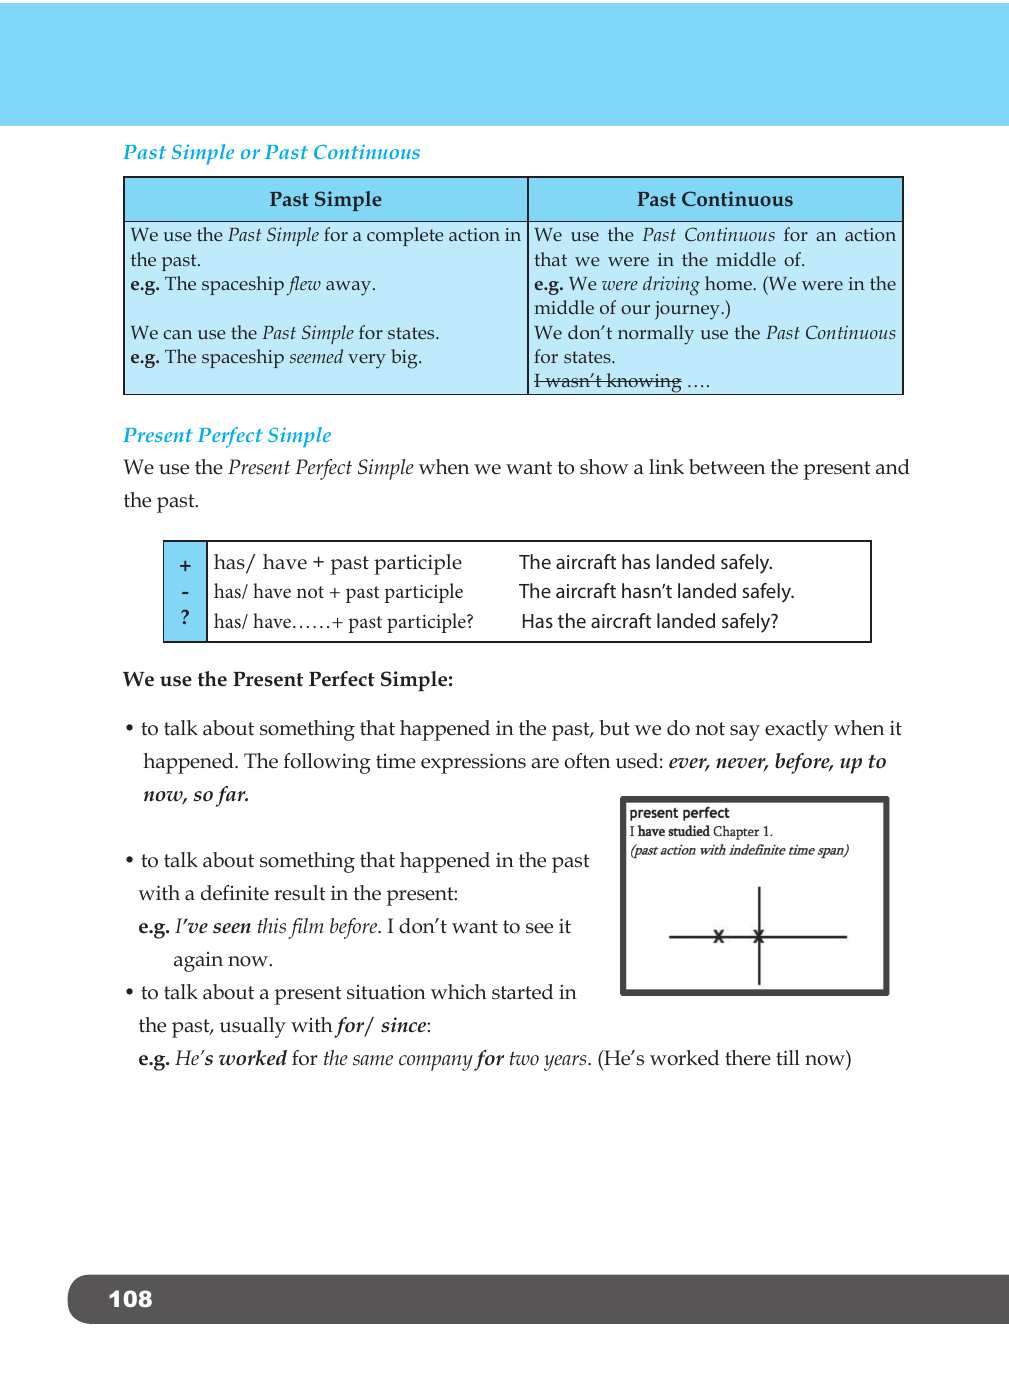 Past Simple or Past Continuous
Past Simple
Past Continuous
We use the Past Simple for a complete action in
the past.
e.g. The spaceship flew away.
We can use the Past Simple for states.
e.g. The spaceship seemed very big.
We use the Past Continuous for an action
that we were in the middle of.
e.g. We were driving home. (We were in the
middle of our journey.)
We don't normally use the Past Continuous
for states.
I wasn't knowing ….
Present Perfect Simple
We use the Present Perfect Simple when we want to show a link between the present and
the past.
+ has/ have + past participle The aircraft has landed safely.
- has/ have not + past participle The aircraft hasn't landed safely.
? has/ have……+ past participle? Has the aircraft landed safely?
We use the Present Perfect Simple:
• to talk about something that happened in the past, but we do not say exactly when it
happened. The following time expressions are often used: ever, never, before, up to
now, so far.
• to talk about something that happened in the past
with a definite result in the present:
e.g. I've seen this film before. I don't want to see it
again now.
• to talk about a present situation which started in
the past, usually with for/ since:
e.g. He's worked for the same company for two years. (He's worked there till now)
present perfect
I have studied Chapter 1.
(past action with indefinite time span)
X X
108